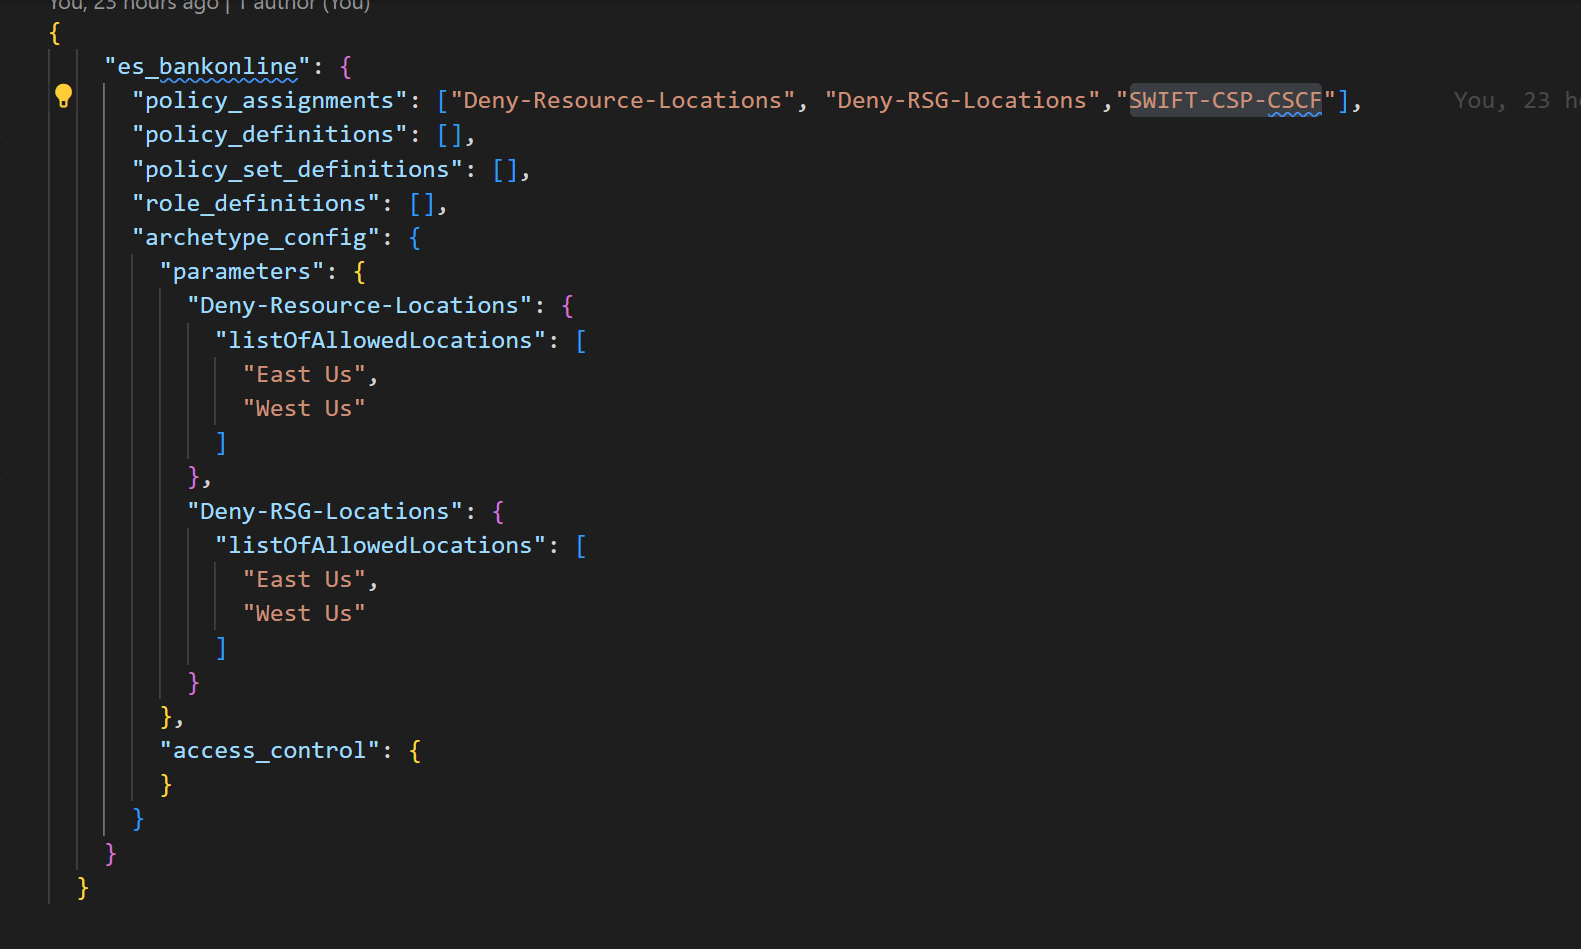 You, 23 hours ago | 1 author (You)
{
"es_bankonline": {
"policy_assignments": ["Deny-Resource-Locations", "Deny-RSG-Locations","SWIFT-CSP-CSCF"], You, 23 h
"policy_definitions": [],
"policy_set_definitions": [],
"role_definitions": [],
"archetype_config": {
"parameters": {
"Deny-Resource-Locations": {
"listOfAllowedLocations": [
"East Us",
"West Us"
]
},
"Deny-RSG-Locations": {
"listOfAllowedLocations": [
"East Us",
"West Us"
]
}
},
"access_control": {
}
}
}
}